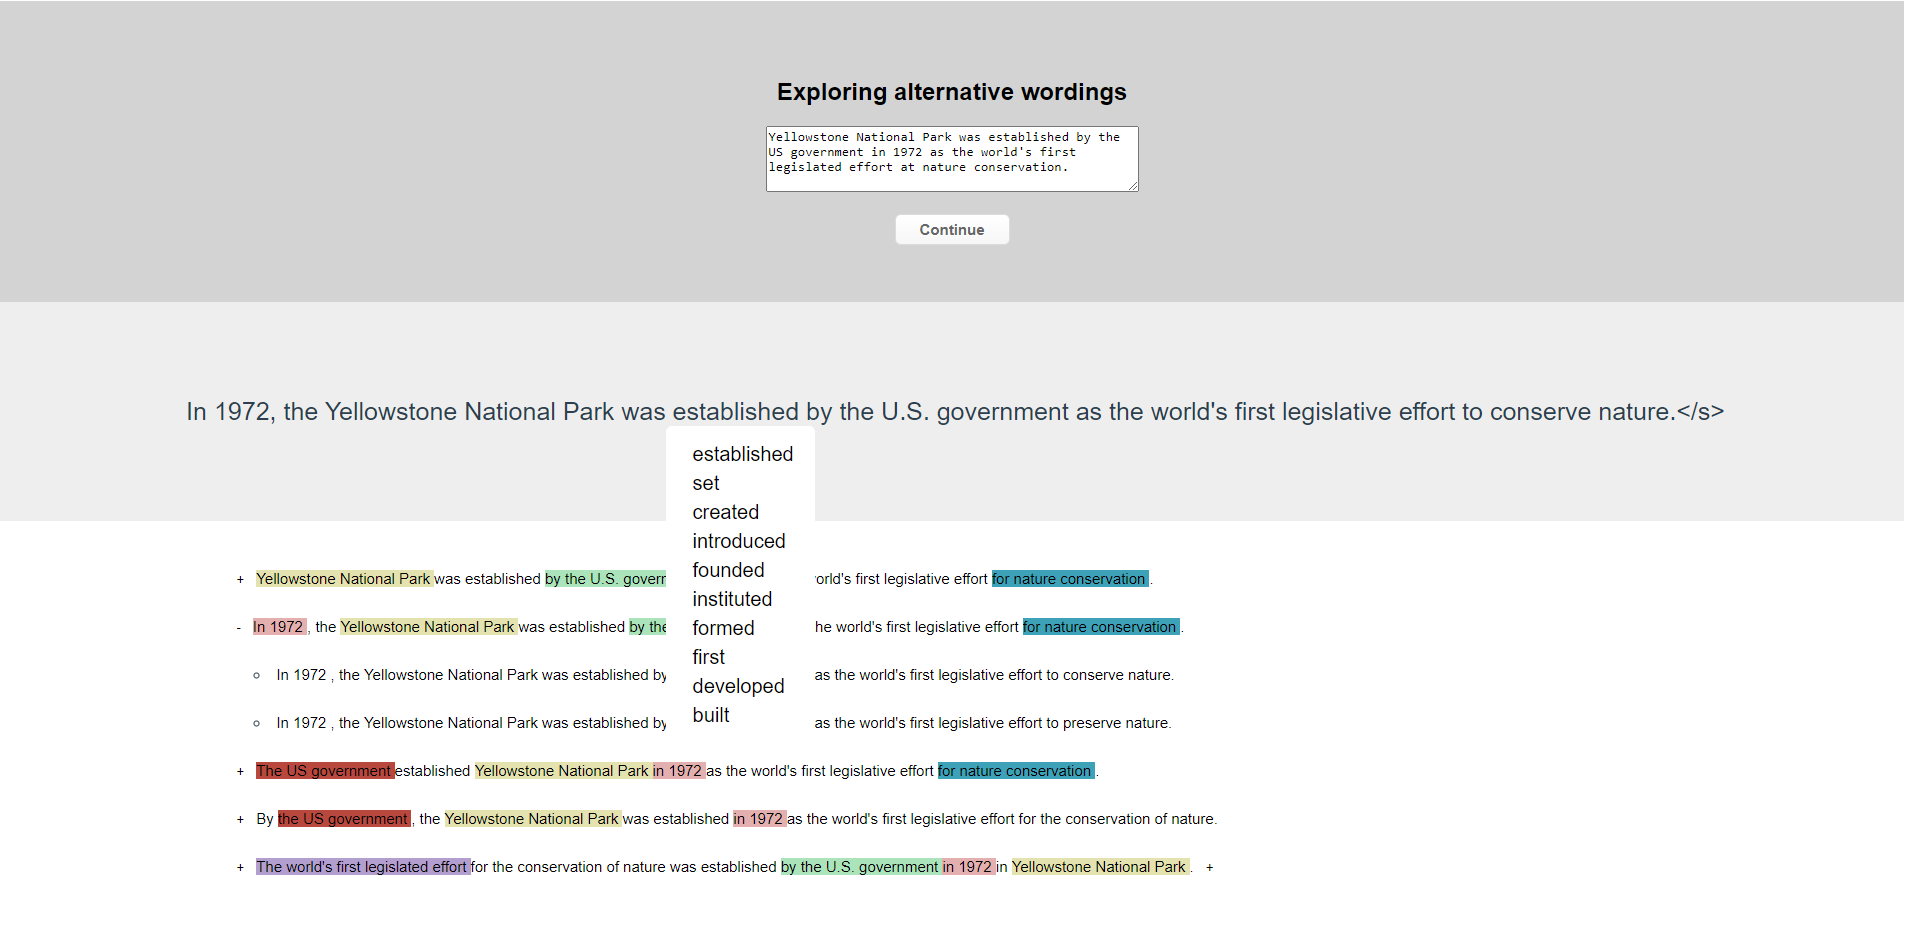 Exploring alternative wordings
Yellowstone National Park was established by the
US government in 1972 as the world's first
legislated effort at nature conservation.
Continue
In 1972, the Yellowstone National Park was established by the U.S. government as the world's first legislative effort to conserve nature.</s>
established
set
created
introduced
founded
instituted
formed
first
developed
built
+ Yellowstone National Park was established by the U.S. govern orld's first legislative effort for nature conservation .
- In 1972 , the Yellowstone National Park was established by the he world's first legislative effort for nature conservation .
In 1972 , the Yellowstone National Park was established by as the world's first legislative effort to conserve nature.
In 1972 , the Yellowstone National Park was established by as the world's first legislative effort to preserve nature.
+ The US government established Yellowstone National Park in 1972 as the world's first legislative effort for nature conservation .
+ By the US government , the Yellowstone National Park was established in 1972 as the world's first legislative effort for the conservation of nature.
+ The world's first legislated effort for the conservation of nature was established by the U.S. government in 1972 in Yellowstone National Park . +